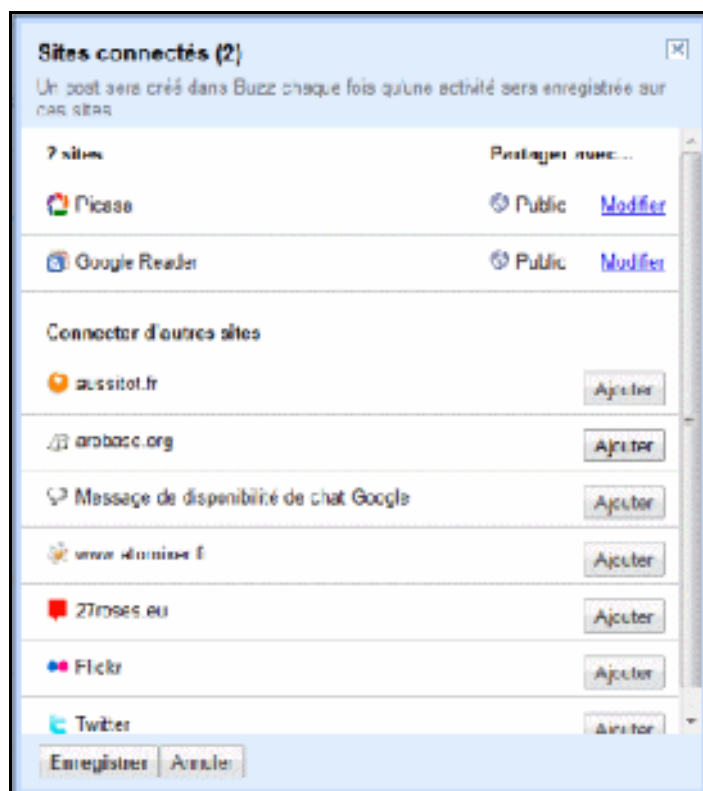 Sites connectés (2)
Un post sera créé dans Buzz chaque fois qu'une activité sera enregistrée sur
ces sites
2 sites Partager avec...
Picasa Public Modifier
Google Reader Public Modifier
Connecter d'autres sites
aussitot.fr Ajouter
arobase.org Ajouter
Message de disponibilité de chat Google Ajouter
Ajouter
27roses.eu Ajouter
Flickr Ajouter
Twitter Ajouter
Enregistrer Annuler